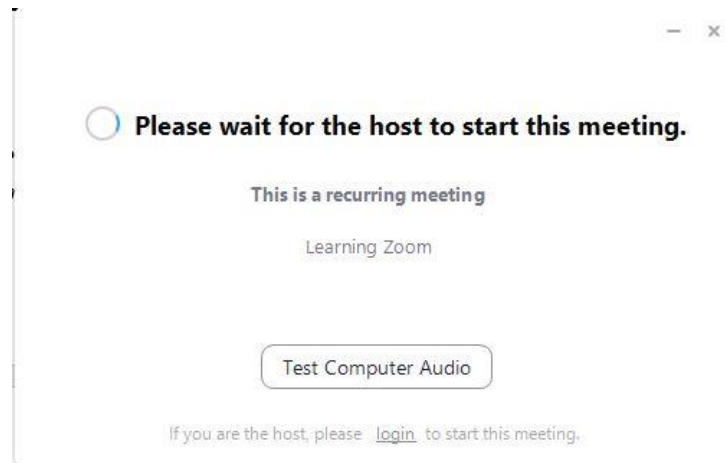 Please wait for the host to start this meeting.
This is a recurring meeting
Learning Zoom
Test Computer Audio
If you are the host, please login to start this meeting.